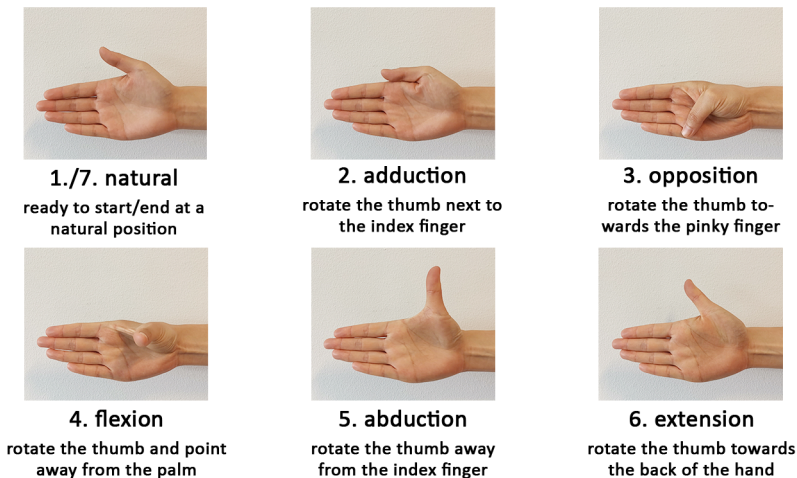 1./7. natural
ready to start/end at a
natural position
2. adduction
rotate the thumb next to
the index finger
3. opposition
rotate the thumb to-
wards the pinky finger
4. flexion
rotate the thumb and point
away from the palm
5. abduction
rotate the thumb away
from the index finger
6. extension
rotate the thumb towards
the back of the hand